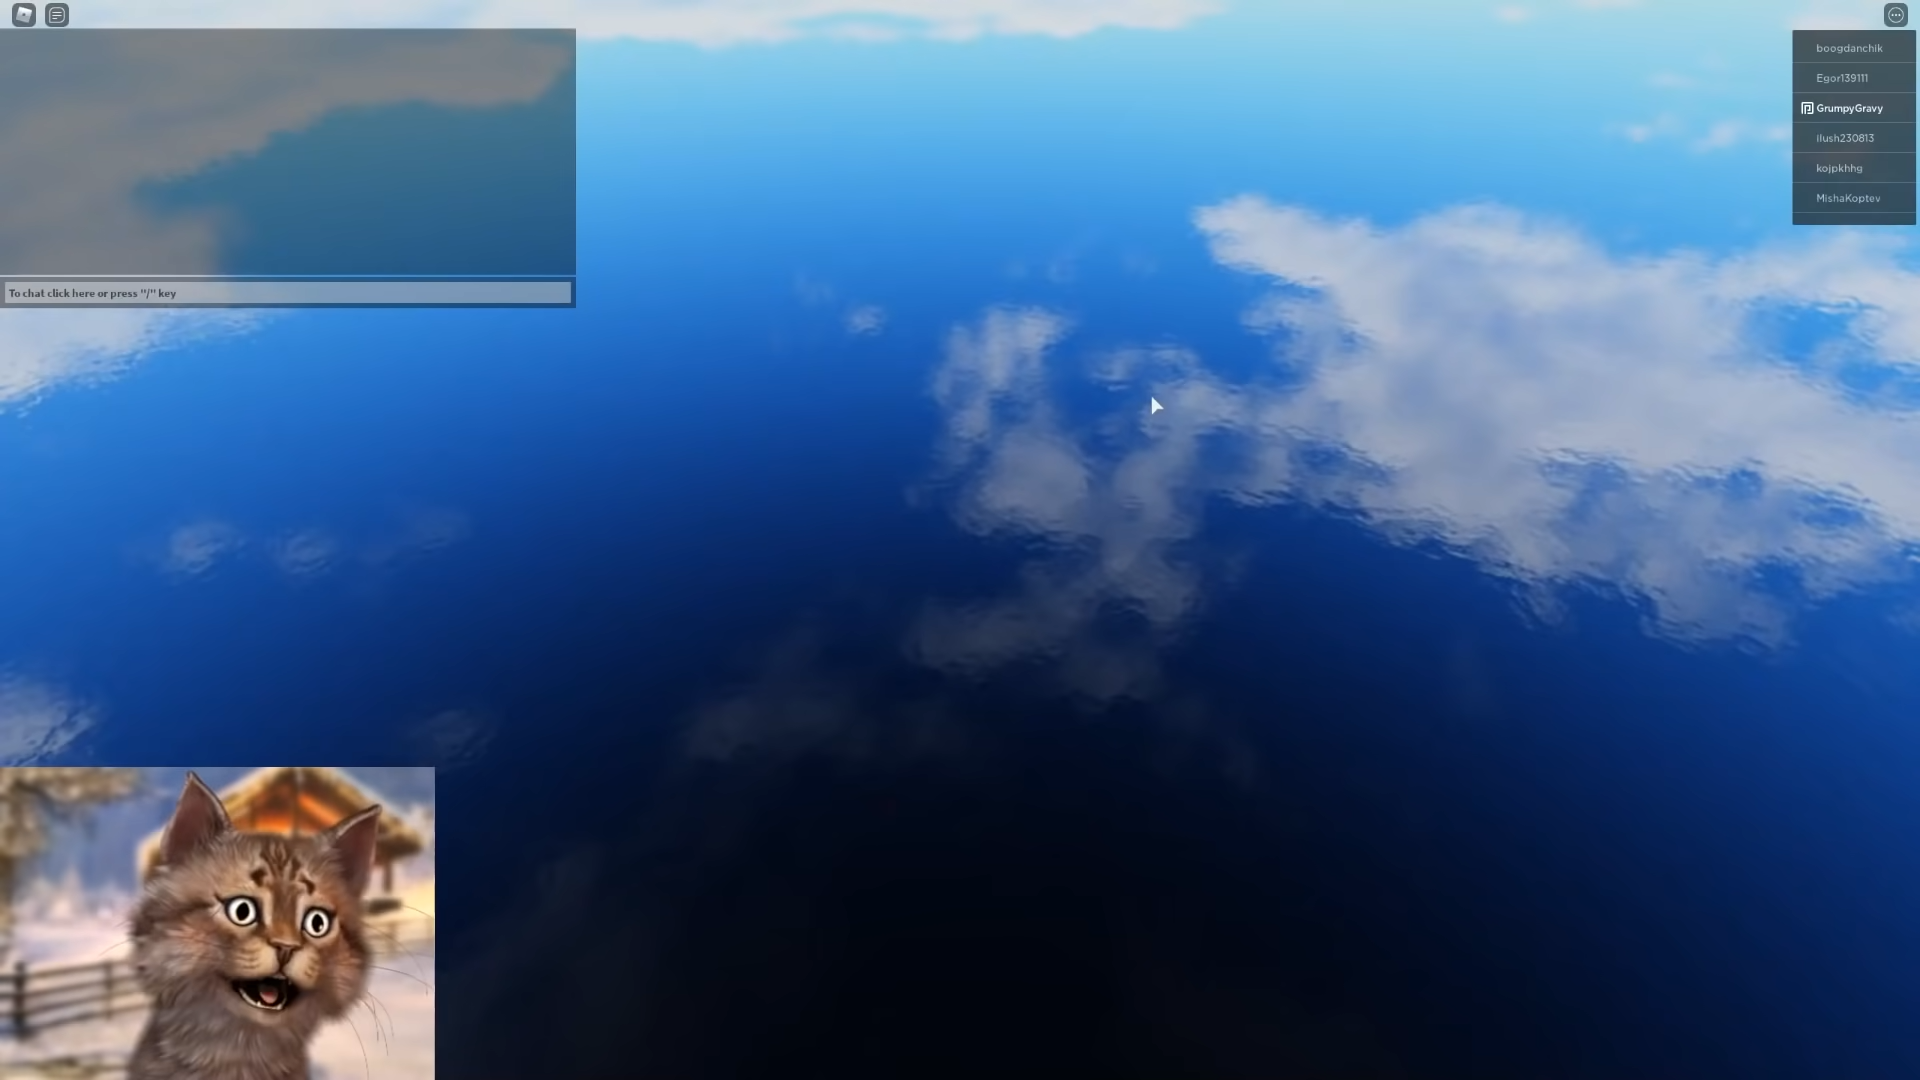 boogdanchik
Egor139111
GrumpyGravy
ilush230813
kojpkhhg
MishaKoptev
To chat click here or press "/" key